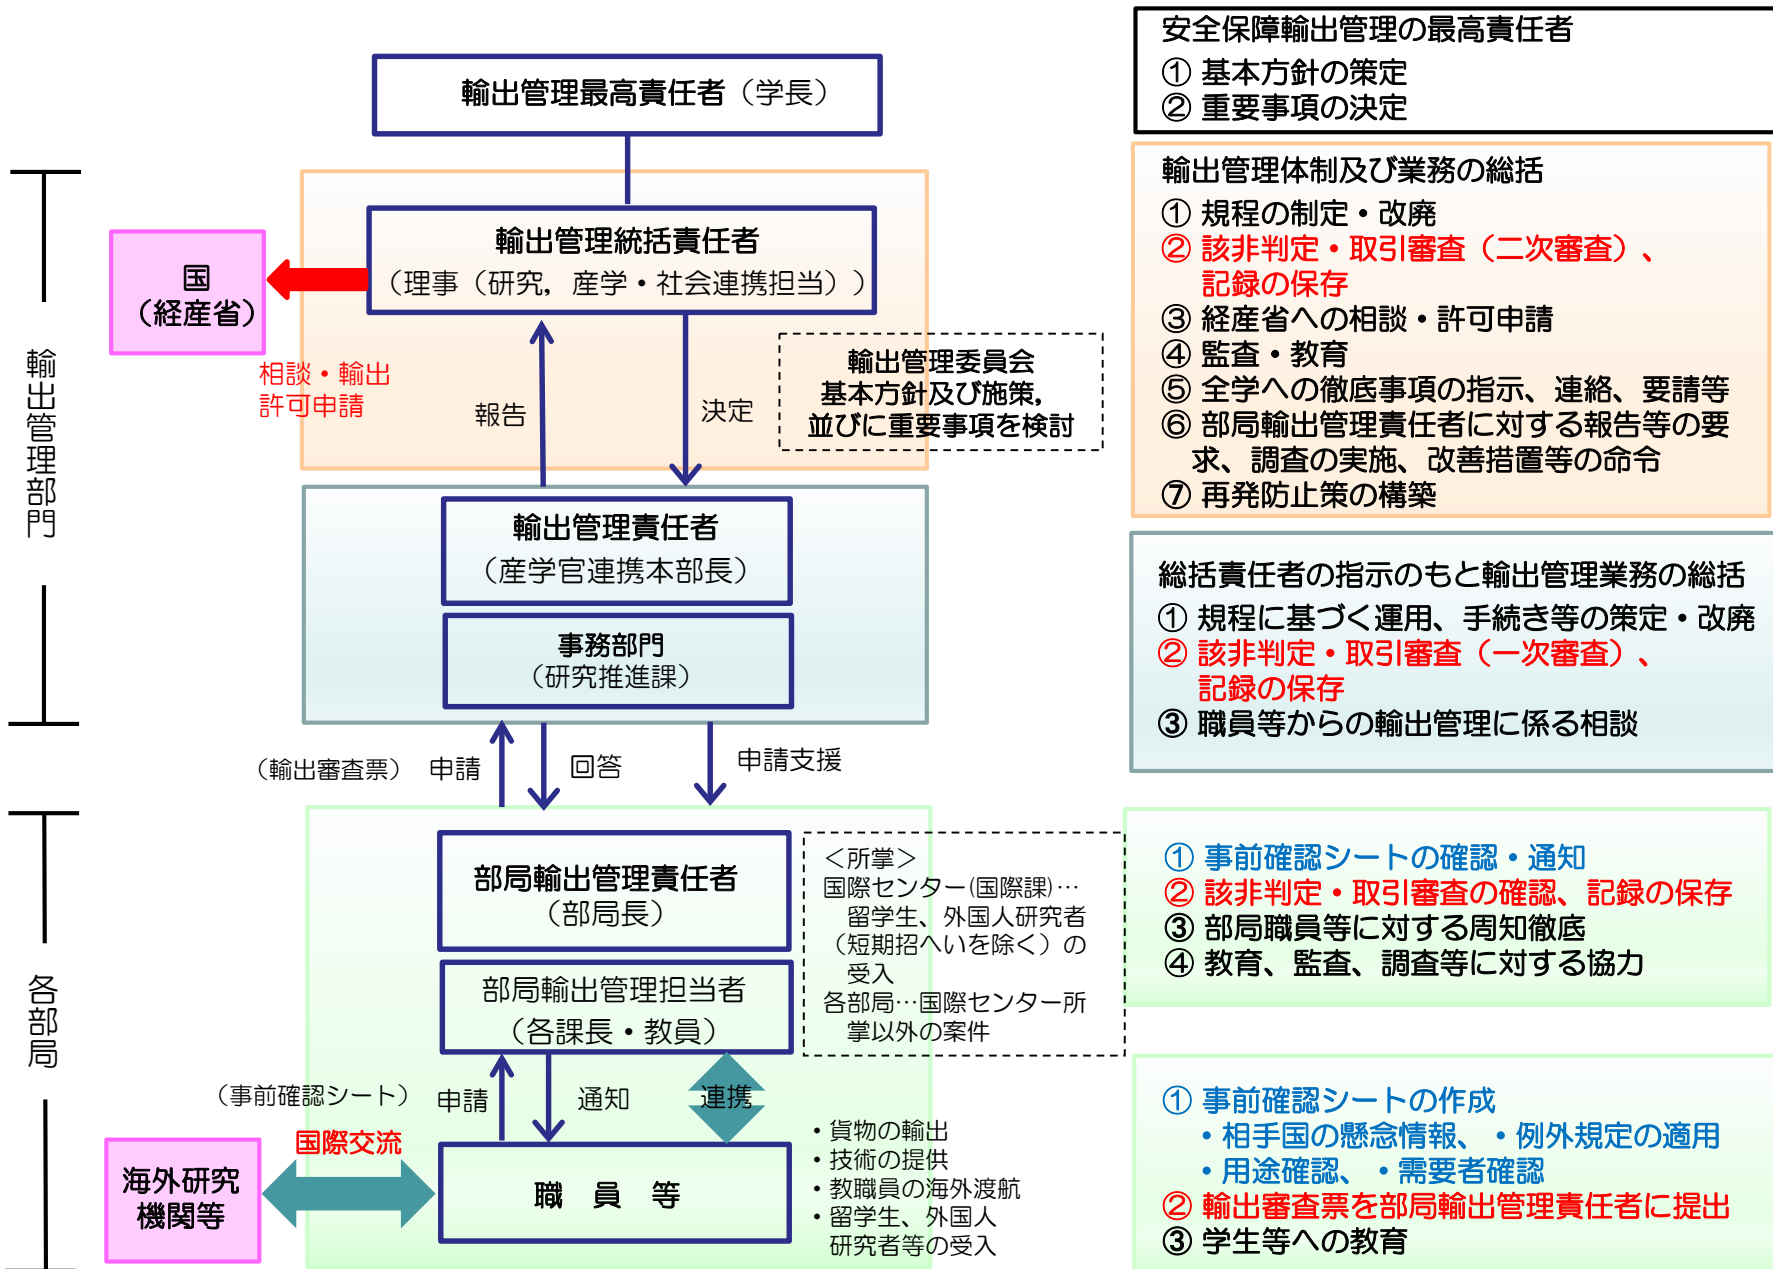 輸出管理最高責任者（学長）
安全保障輸出管理の最高責任者
① 基本方針の策定
② 重要事項の決定
輸出管理部門
国
（経産省）
相談・輸出
許可申請
輸出管理統括責任者
（理事（研究，産学・社会連携担当））
報告
決定
輸出管理委員会
基本方針及び施策，
並びに重要事項を検討
輸出管理体制及び業務の総括
① 規程の制定・改廃
② 該非判定・取引審査（二次審査）、
記録の保存
③ 経産省への相談・許可申請
④ 監査・教育
⑤ 全学への徹底事項の指示、連絡、要請等
⑥ 部局輸出管理責任者に対する報告等の要
求、調査の実施、改善措置等の命令
⑦ 再発防止策の構築
輸出管理責任者
（産学官連携本部長）
事務部門
（研究推進課）
総括責任者の指示のもと輸出管理業務の総括
① 規程に基づく運用、手続き等の策定・改廃
② 該非判定・取引審査（一次審査）、
記録の保存
③ 職員等からの輸出管理に係る相談
（輸出審査票） 申請
回答
申請支援
各部局
部局輸出管理責任者
（部局長）
部局輸出管理担当者
（各課長・教員）
＜所掌＞
国際センター(国際課)…
留学生、外国人研究者
（短期招へいを除く）の
受入
各部局…国際センター所
掌以外の案件
① 事前確認シートの確認・通知
② 該非判定・取引審査の確認、記録の保存
③ 部局職員等に対する周知徹底
④ 教育、監査、調査等に対する協力
（事前確認シート） 申請
通知
連携
国際交流
海外研究
機関等
職 員 等
・貨物の輸出
・技術の提供
・教職員の海外渡航
・留学生、外国人
研究者等の受入
① 事前確認シートの作成
・相手国の懸念情報、・例外規定の適用
・用途確認、・需要者確認
② 輸出審査票を部局輸出管理責任者に提出
③ 学生等への教育